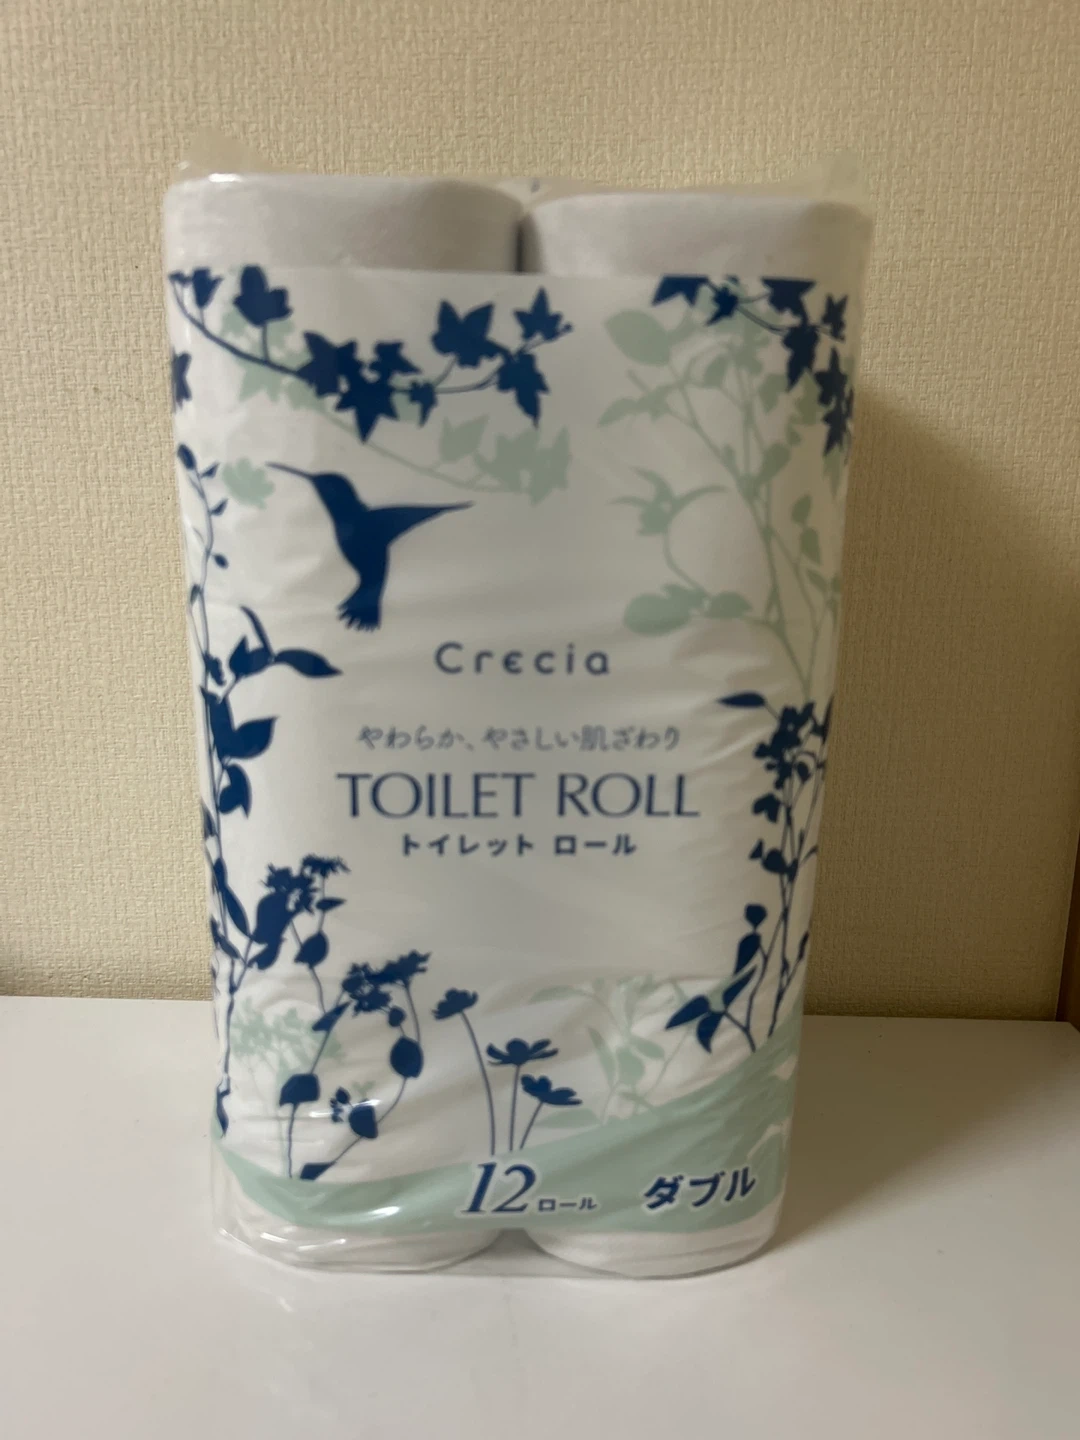 Crecia
やわらか、やさしい肌ざわり
TOILET ROLL
トイレット ロール
12ロール ダブル